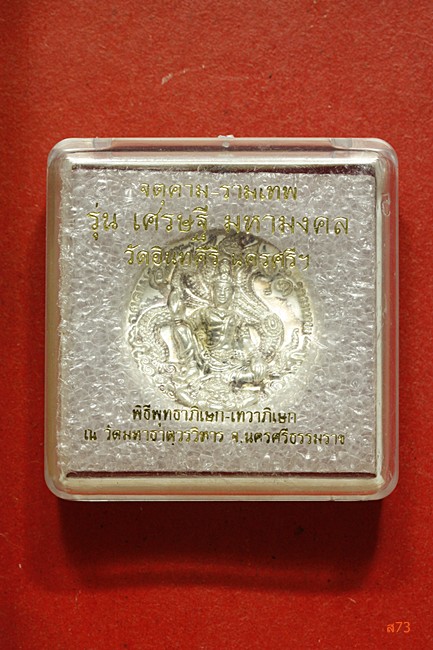 จตุคาม-รามเทพ
รุ่น เศรษฐี มหามงคล
วัดอินทคีรี นครศรีฯ
พิธีพุทธาภิเษก-เทวาภิเษก
ณ วัดมหาธาตุวรวิหาร จ.นครศรีธรรมราช
ส73